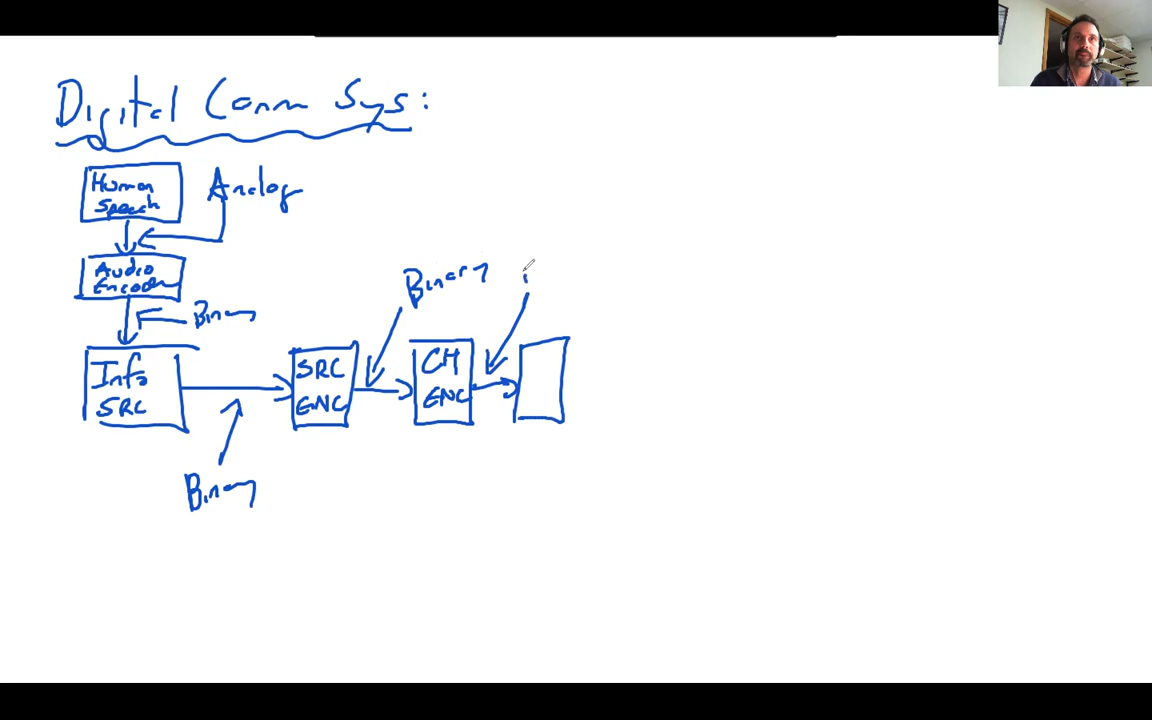 Digital Comm Sys:
Human
Speech
Analog
Audio
Encoder
Binary
Binary
Info
SRC
SRC
ENC
CH
ENC
Binary